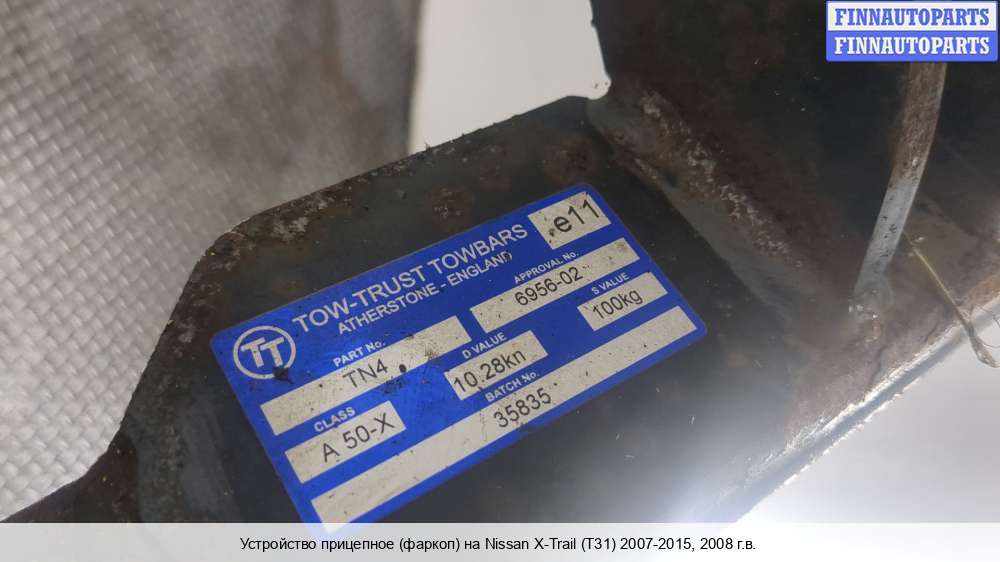 FINNAUTOPARTS
FINNAUTOPARTS
TT
TOW-TRUST TOWBARS
ATHERSTONE - ENGLAND
e11
PART No.
TN4
APPROVAL No.
6956-02
CLASS
A 50-X
D VALUE
10.28kn
S VALUE
100kg
BATCH No.
35835
Устройство прицепное (фаркоп) на Nissan X-Trail (T31) 2007-2015, 2008 г.в.